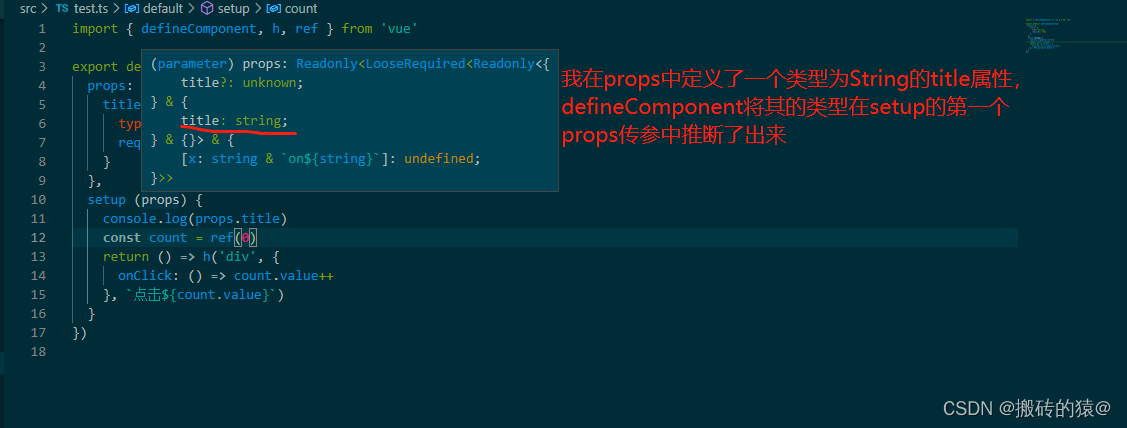 src > TS test.ts > default > setup > count
1 import { defineComponent, h, ref } from 'vue'
2
3 export de
(parameter) props: Readonly<LooseRequired<Readonly<{
4 props:
title?: unknown;
5 title
} & {
6 typ
title: string;
7 req
} & {}> & {
8 }
[x: string & `on${string}`]: undefined;
9 },
}>>
10 setup (props) {
11 console.log(props.title)
12 const count = ref(0)
13 return () => h('div', {
14 onClick: () => count.value++
15 }, `点击${count.value}`)
16 }
17 })
18
我在props中定义了一个类型为String的title属性，
defineComponent将其的类型在setup的第一个
props传参中推断了出来
CSDN @搬砖的猿@